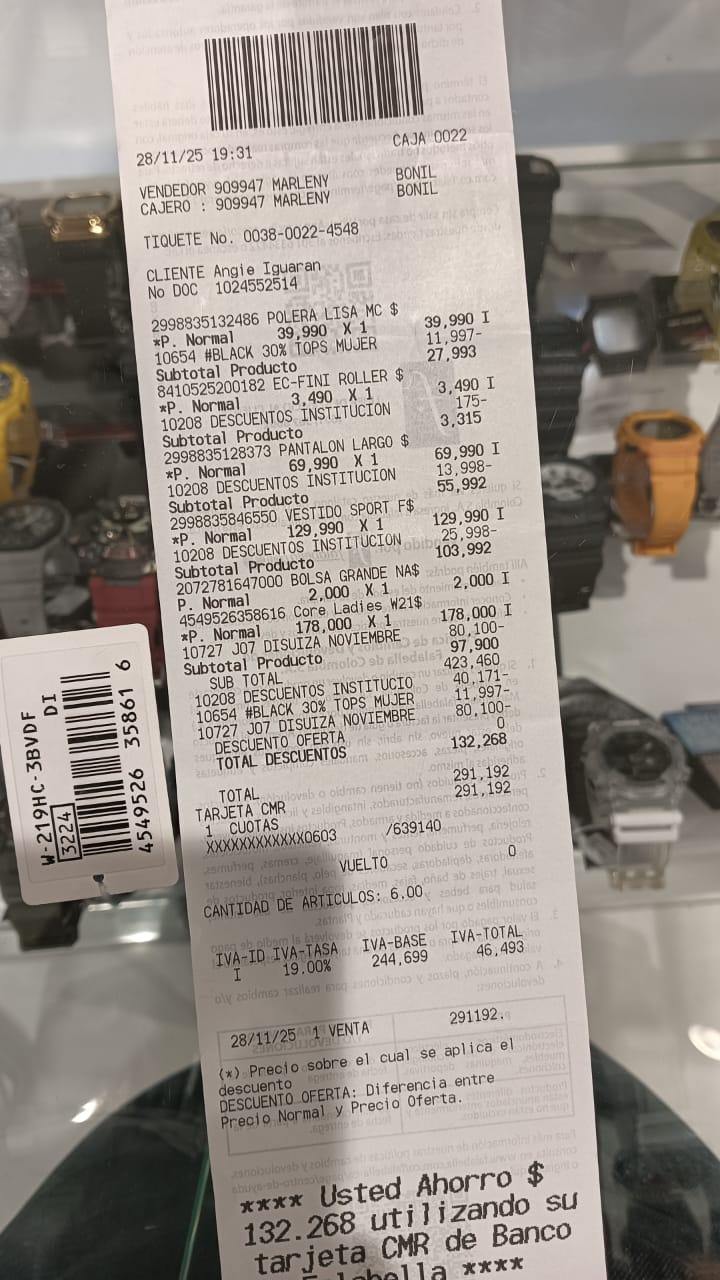 28/11/25 19:31 CAJA 0022
VENDEDOR 909947 MARLENY BONIL
CAJERO : 909947 MARLENY BONIL
TIQUETE No. 0038-0022-4548
CLIENTE Angie Iguaran
No DOC 1024552514
2998835132486 POLERA LISA MC $
*P. Normal 39,990 X 1 39,990 I
10654 #BLACK 30% TOPS MUJER 11,997-
Subtotal Producto 27,993
8410525200182 EC-FINI ROLLER $
*P. Normal 3,490 X 1 3,490 I
10208 DESCUENTOS INSTITUCION 175-
Subtotal Producto 3,315
2998835128373 PANTALON LARGO $
*P. Normal 69,990 X 1 69,990 I
10208 DESCUENTOS INSTITUCION 13,998-
Subtotal Producto 55,992
2998835846550 VESTIDO SPORT F$
*P. Normal 129,990 X 1 129,990 I
10208 DESCUENTOS INSTITUCION 25,998-
Subtotal Producto 103,992
2072781647000 BOLSA GRANDE NA$
P. Normal 2,000 X 1 2,000 I
4549526358616 Core Ladies W21$
*P. Normal 178,000 X 1 178,000 I
10727 J07 DISUIZA NOVIEMBRE 80,100-
Subtotal Producto 97,900
SUB TOTAL 423,460
10208 DESCUENTOS INSTITUCIO 40,171-
10654 #BLACK 30% TOPS MUJER 11,997-
10727 J07 DISUIZA NOVIEMBRE 80,100-
DESCUENTO OFERTA 0
TOTAL DESCUENTOS 132,268
TOTAL 291,192
TARJETA CMR 291,192
1 CUOTAS
XXXXXXXXXXXX0603 /639140
VUELTO 0
CANTIDAD DE ARTICULOS: 6.00
IVA-ID IVA-TASA IVA-BASE IVA-TOTAL
I 19.00% 244,699 46,493
28/11/25 1 VENTA 291192.
(*) Precio sobre el cual se aplica el
descuento
DESCUENTO OFERTA: Diferencia entre
Precio Normal y Precio Oferta.
**** Usted Ahorro $
132.268 utilizando su
tarjeta CMR de Banco
W-219HC-3BVDF
DI
3224
4549526 35861 6